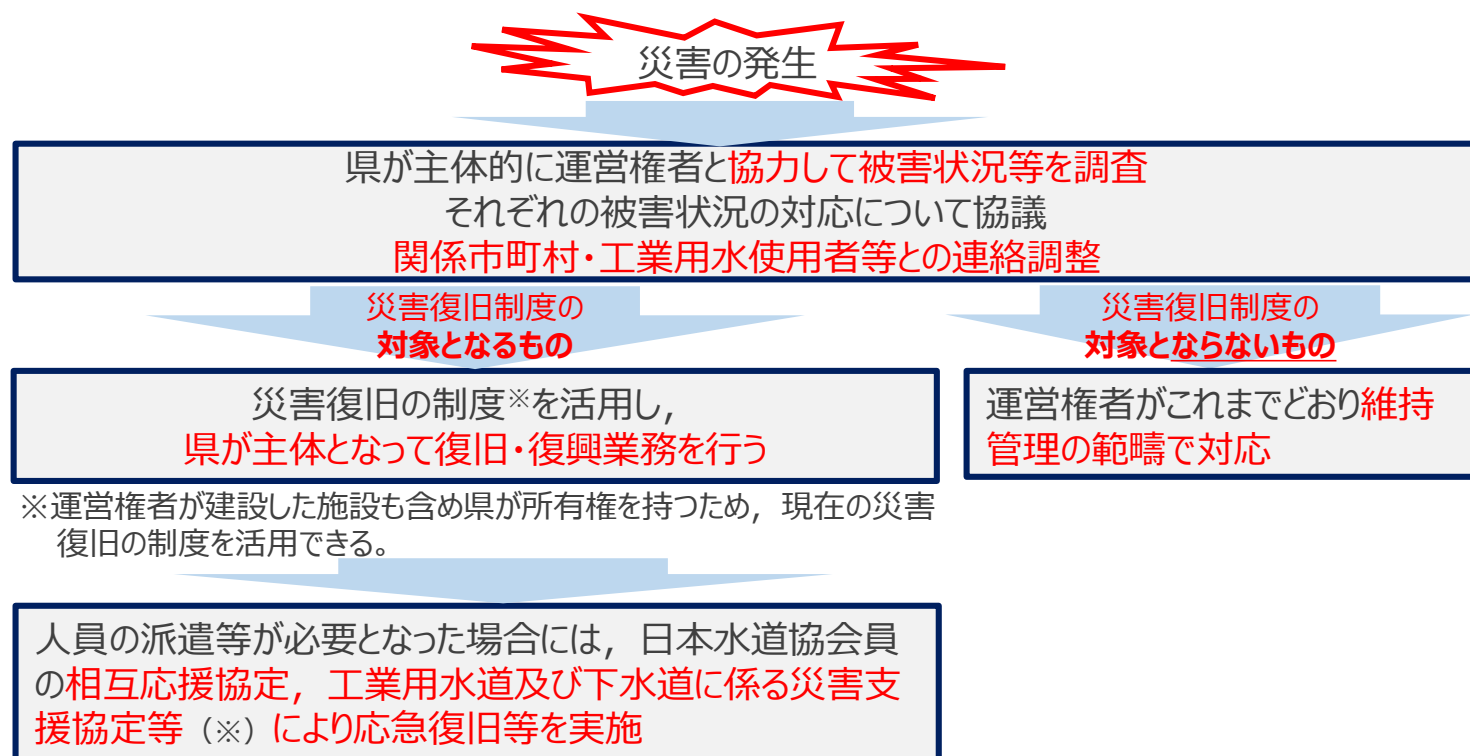 災害の発生
県が主体的に運営権者と協力して被害状況等を調査
それぞれの被害状況の対応について協議
関係市町村・工業用水使用者等との連絡調整
災害復旧制度の
対象となるもの
災害復旧制度の
対象とならないもの
災害復旧の制度※を活用し，
県が主体となって復旧・復興業務を行う
運営権者がこれまでどおり維持
管理の範疇で対応
※運営権者が建設した施設も含め県が所有権を持つため，現在の災害
復旧の制度を活用できる。
人員の派遣等が必要となった場合には，日本水道協会員
の相互応援協定，工業用水道及び下水道に係る災害支
援協定等（※）により応急復旧等を実施